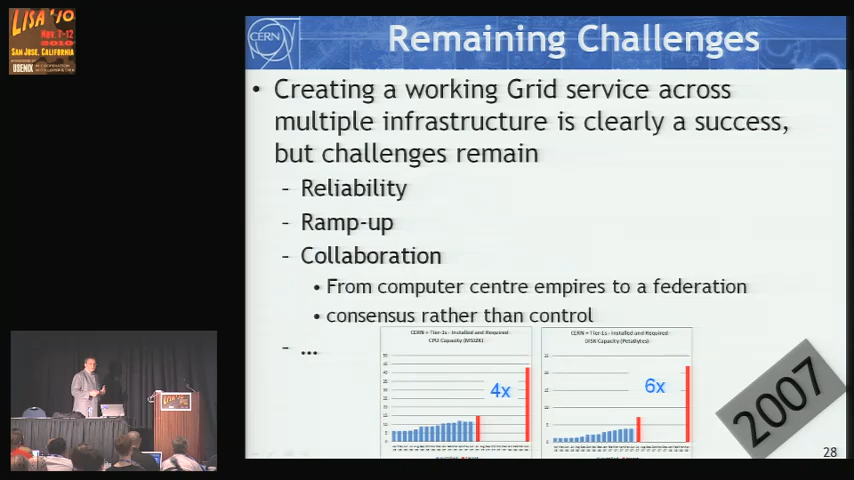 LISA '10
Nov. 7-12
2010
SAN JOSE, CALIFORNIA
USENIX
CERN
Remaining Challenges
• Creating a working Grid service across
multiple infrastructure is clearly a success,
but challenges remain
- Reliability
- Ramp-up
- Collaboration
• From computer centre empires to a federation
• consensus rather than control
- ...
CERN + Tier-1s - Installed and Required -
CPU Capacity (MSI2K)
4x
CERN + Tier-1s - Installed and Required -
DISK Capacity (PetaBytes)
6x
2007
28